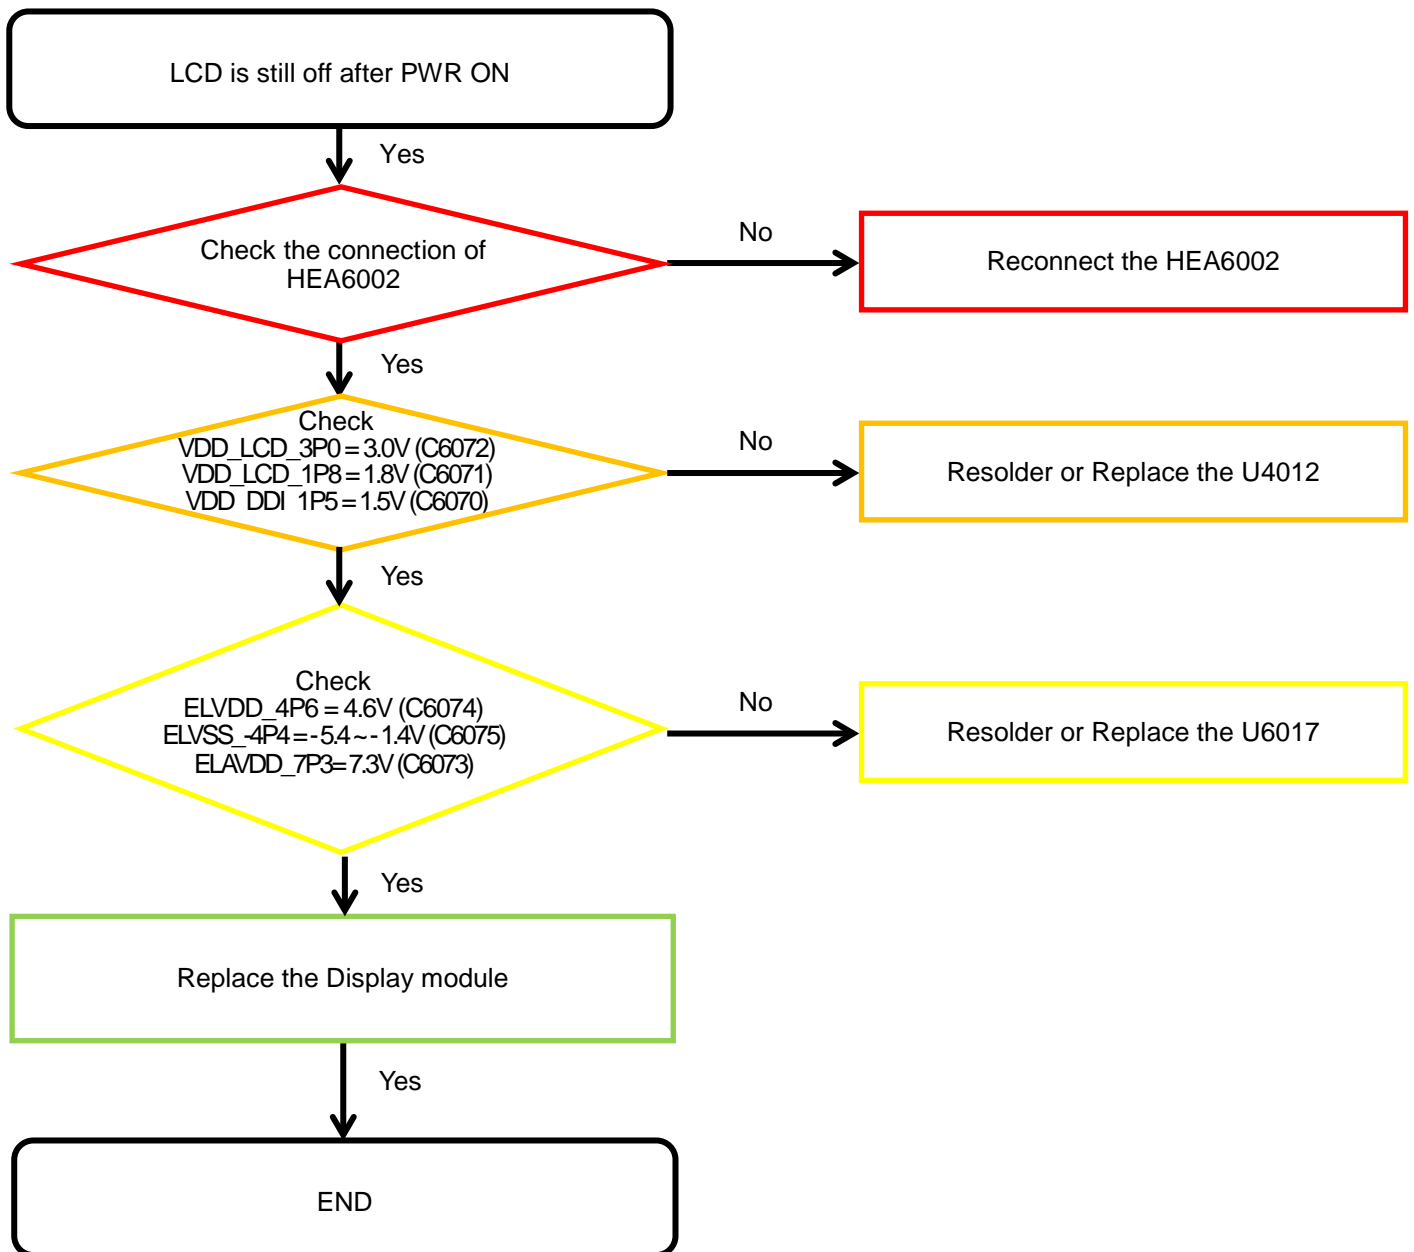 LCD is still off after PWR ON
Yes
Check the connection of
HEA6002
No
Reconnect the HEA6002
Yes
Check
VDD_LCD_3P0 = 3.0V (C6072)
VDD_LCD_1P8 = 1.8V (C6071)
VDD DDI 1P5 = 1.5V (C6070)
No
Resolder or Replace the U4012
Yes
Check
ELVDD_4P6 = 4.6V (C6074)
ELVSS_-4P4 = -5.4 ~ -1.4V (C6075)
ELAVDD_7P3= 7.3V (C6073)
No
Resolder or Replace the U6017
Yes
Replace the Display module
Yes
END